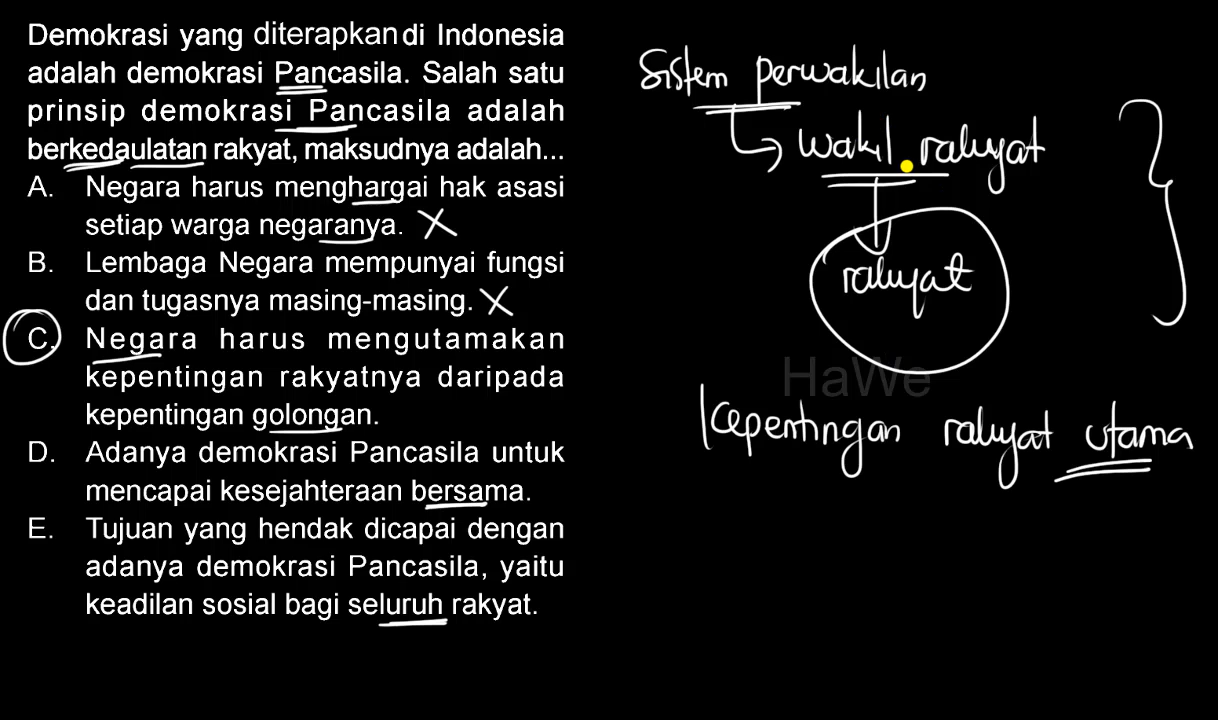 Demokrasi yang diterapkan di Indonesia
adalah demokrasi Pancasila. Salah satu
prinsip demokrasi Pancasila adalah
berkedaulatan rakyat, maksudnya adalah...
A. Negara harus menghargai hak asasi
setiap warga negaranya. X
B. Lembaga Negara mempunyai fungsi
dan tugasnya masing-masing. X
C. Negara harus mengutamakan
kepentingan rakyatnya daripada
kepentingan golongan.
D. Adanya demokrasi Pancasila untuk
mencapai kesejahteraan bersama.
E. Tujuan yang hendak dicapai dengan
adanya demokrasi Pancasila, yaitu
keadilan sosial bagi seluruh rakyat.
Sistem perwakilan
wakil rakyat
rakyat
HaWe
Kepentingan rakyat utama